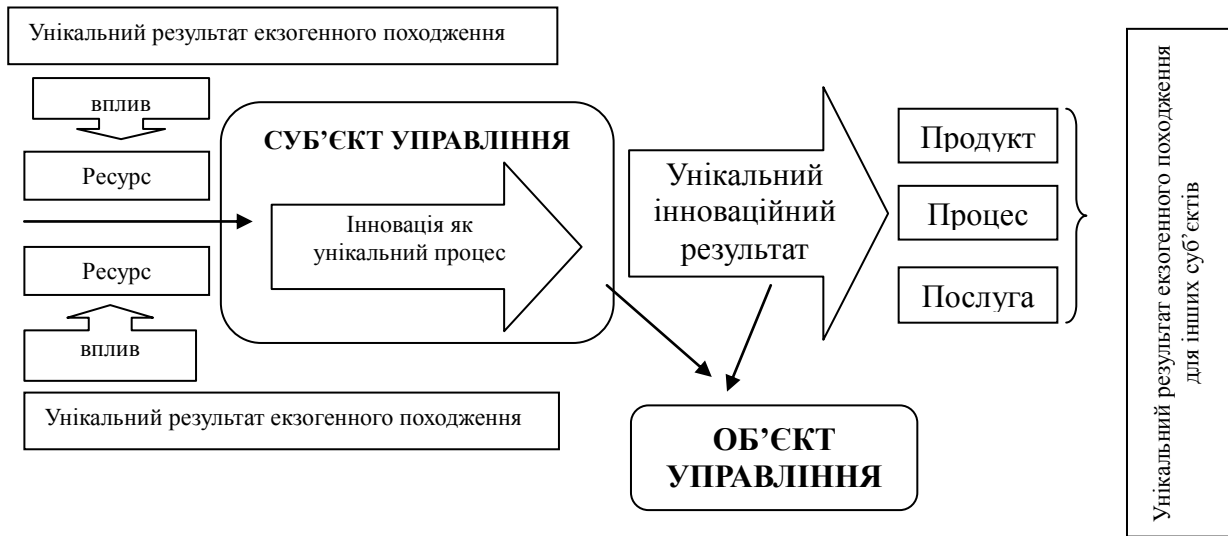 Унікальний результат екзогенного походження
вплив
Ресурс
Ресурс
вплив
Унікальний результат екзогенного походження
СУБ’ЄКТ УПРАВЛІННЯ
Інновація як
унікальний процес
Унікальний
інноваційний
результат
ОБ’ЄКТ
УПРАВЛІННЯ
Продукт
Процес
Послуга
Унікальний результат екзогенного походження
для інших суб’єктів